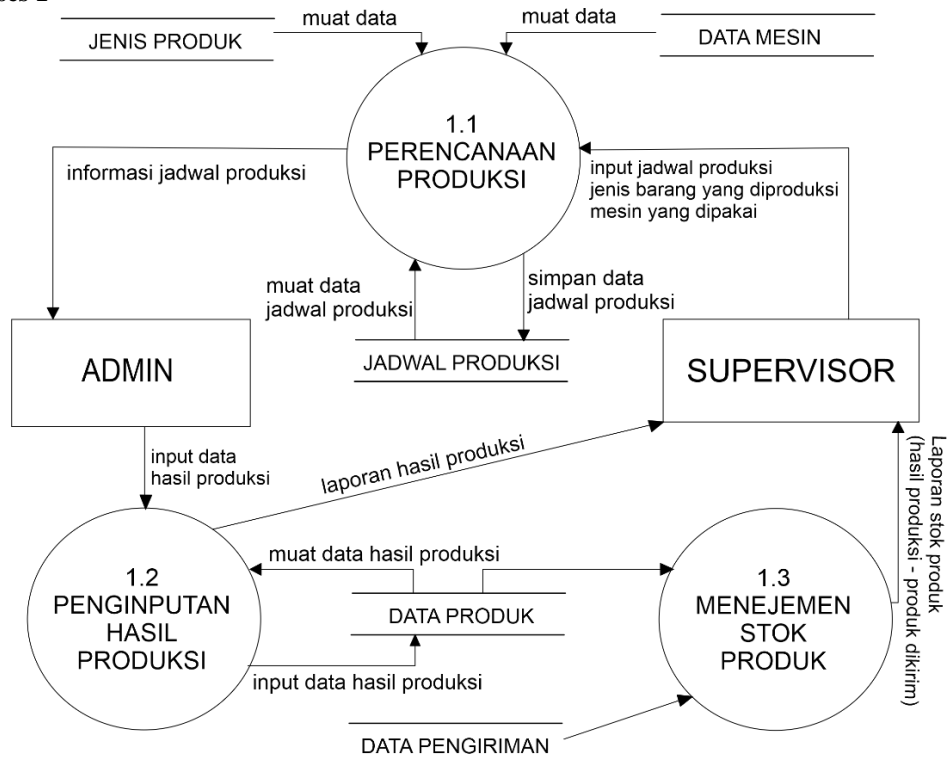 muat data
muat data
JENIS PRODUK
DATA MESIN
1.1
PERENCANAAN
PRODUKSI
informasi jadwal produksi
input jadwal produksi
jenis barang yang diproduksi
mesin yang dipakai
muat data
jadwal produksi
simpan data
jadwal produksi
ADMIN
JADWAL PRODUKSI
SUPERVISOR
input data
hasil produksi
laporan hasil produksi
Laporan stok produk
(hasil produksi - produk dikirim)
muat data hasil produksi
1.2
PENGINPUTAN
HASIL
PRODUKSI
DATA PRODUK
1.3
MENEJEMEN
STOK
PRODUK
input data hasil produksi
DATA PENGIRIMAN